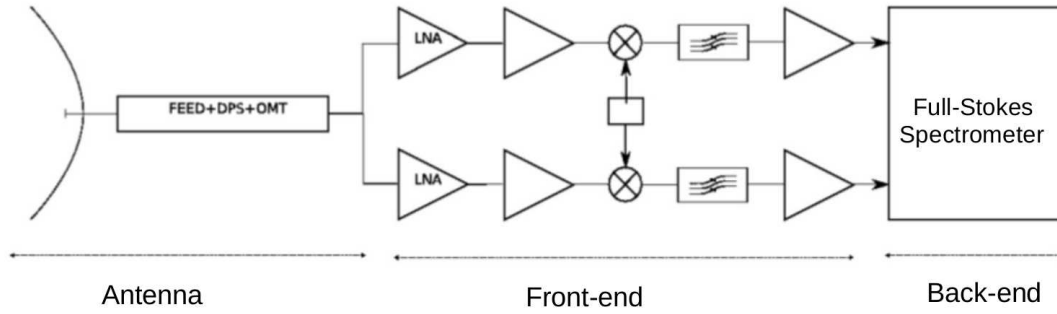 FEED+DPS+OMT
LNA
LNA
Full-Stokes
Spectrometer
Antenna
Front-end
Back-end